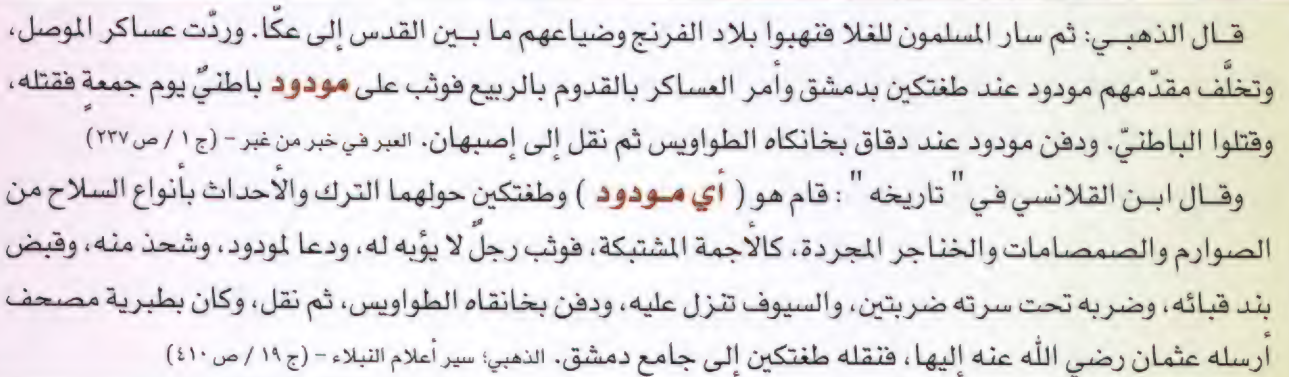 قال الذهبي: ثم سار المسلمون للغلا فنهبوا بلاد الفرنج وضياعهم ما بين القدس إلى عكّا. وردّت عساكر الموصل،
وتخلَّف مقدّمهم مودود عند طغتكين بدمشق وأمر العساكر بالقدوم بالربيع فوثب على مودود باطنيٌّ يوم جمعةٍ فقتله،
وقتلوا الباطنيّ. ودفن مودود عند دقاق بخانكاه الطواويس ثم نقل إلى إصبهان. العبر في خبر من غبر - (ج ١ / ص ٢٣٧)
وقال ابن القلانسي في " تاريخه " : قام هو ( أي مودود ) وطغتكين حولهما الترك والأحداث بأنواع السلاح من
الصوارم والصمصامات والخناجر المجردة، كالأجمة المشتبكة، فوثب رجلٌ لا يؤبه له، ودعا لمودود، وشحذ منه، وقبض
بند قبائه، وضربه تحت سرته ضربتين، والسيوف تنزل عليه، ودفن بخانقاه الطواويس، ثم نقل، وكان بطبرية مصحف
أرسله عثمان رضي الله عنه إليها، فنقله طغتكين إلى جامع دمشق. الذهبي؛ سير أعلام النبلاء - (ج ١٩ / ص ٤١٠)